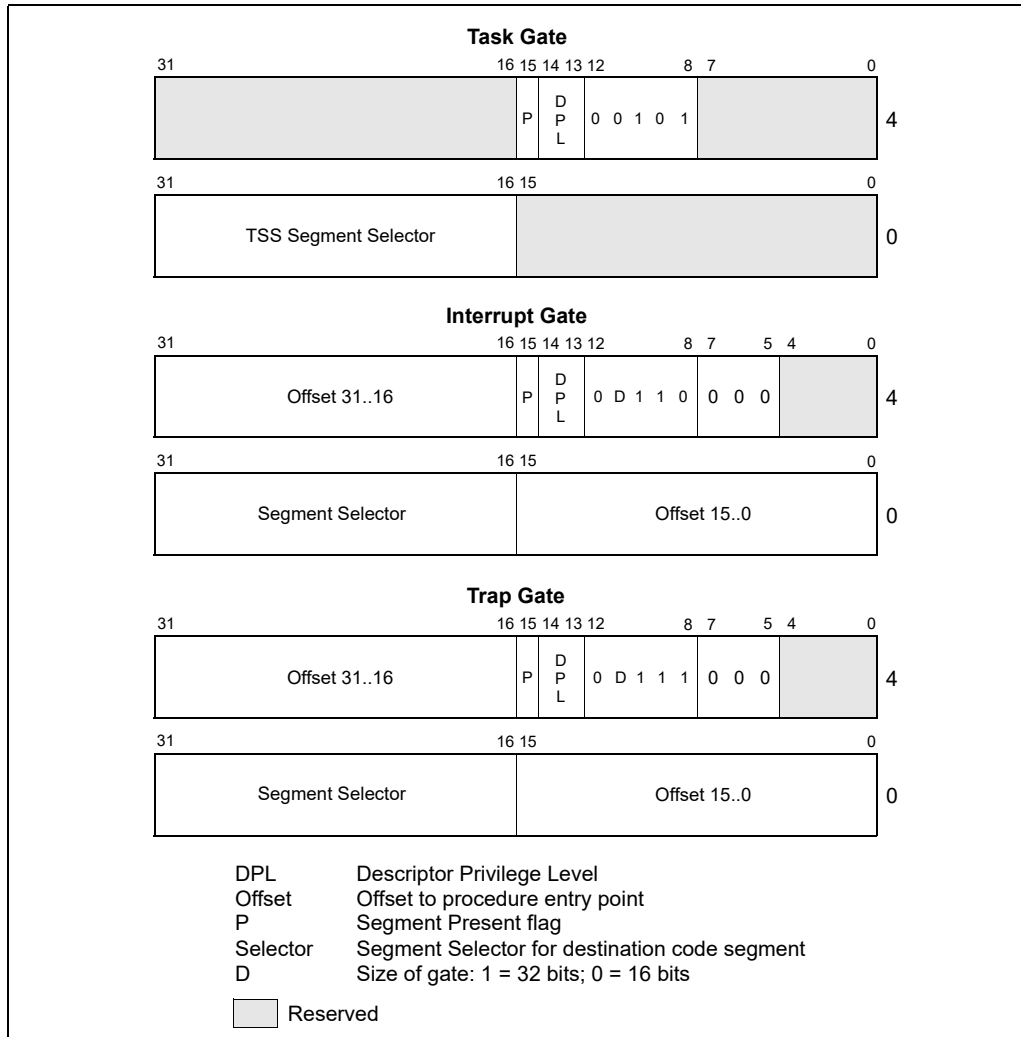 Task Gate
31 16 15 14 13 12 8 7 0
P DPL 0 0 1 0 1 4
31 16 15 0
TSS Segment Selector 0
Interrupt Gate
31 16 15 14 13 12 8 7 5 4 0
Offset 31..16 P DPL 0 D 1 1 0 0 0 0 4
31 16 15 0
Segment Selector Offset 15..0 0
Trap Gate
31 16 15 14 13 12 8 7 5 4 0
Offset 31..16 P DPL 0 D 1 1 1 0 0 0 4
31 16 15 0
Segment Selector Offset 15..0 0
DPL Descriptor Privilege Level
Offset Offset to procedure entry point
P Segment Present flag
Selector Segment Selector for destination code segment
D Size of gate: 1 = 32 bits; 0 = 16 bits
Reserved